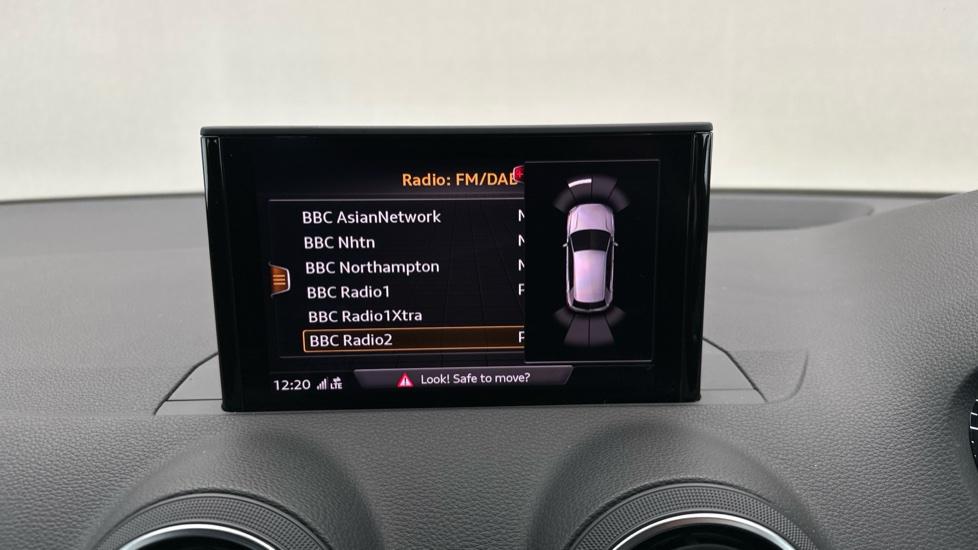 Radio: FM/DAB
BBC AsianNetwork N
BBC Nhtn N
BBC Northampton N
BBC Radio1 P
BBC Radio1Xtra
BBC Radio2 P
12:20 LTE Look! Safe to move?